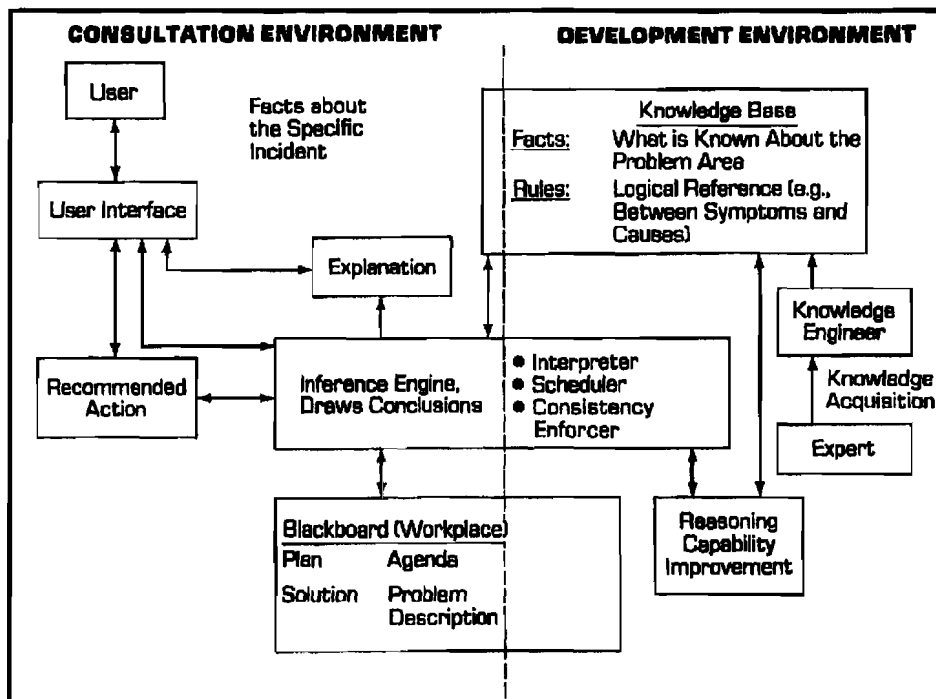 CONSULTATION ENVIRONMENT
DEVELOPMENT ENVIRONMENT
User
Facts about
the Specific
Incident
Knowledge Base
Facts: What is Known About the
Problem Area
Rules: Logical Reference (e.g.,
Between Symptoms and
Causes)
User Interface
Explanation
Knowledge
Engineer
Recommended
Action
Inference Engine,
Draws Conclusions
• Interpreter
• Scheduler
• Consistency
Enforcer
Knowledge
Acquisition
Expert
Blackboard (Workplace)
Plan Agenda
Solution Problem
Description
Reasoning
Capability
Improvement